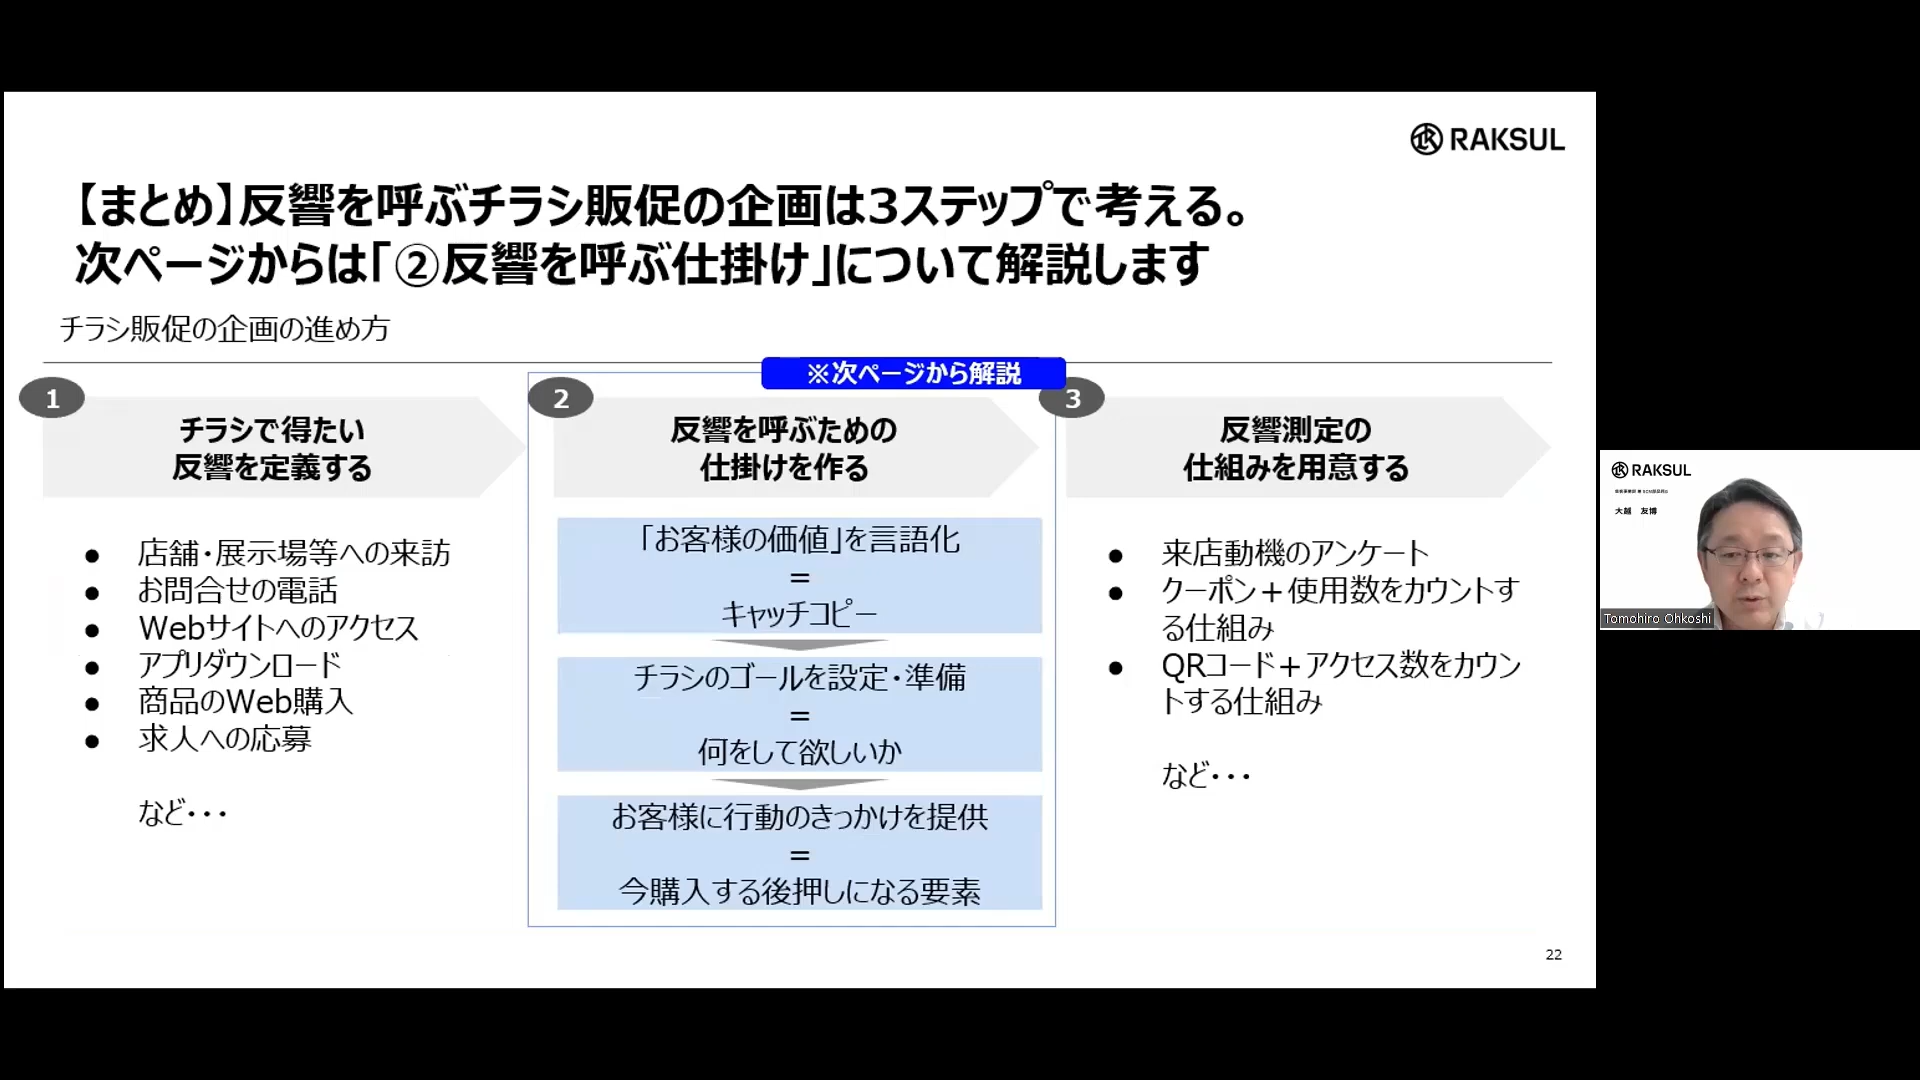 RAKSUL
【まとめ】反響を呼ぶチラシ販促の企画は3ステップで考える。
次ページからは「②反響を呼ぶ仕掛け」について解説します
チラシ販促の企画の進め方
※次ページから解説
1
チラシで得たい
反響を定義する
● 店舗・展示場等への来訪
● お問合せの電話
● Webサイトへのアクセス
● アプリダウンロード
● 商品のWeb購入
● 求人への応募
など・・・
2
反響を呼ぶための
仕掛けを作る
「お客様の価値」を言語化
=
キャッチコピー
チラシのゴールを設定・準備
=
何をして欲しいか
お客様に行動のきっかけを提供
=
今購入する後押しになる要素
3
反響測定の
仕組みを用意する
● 来店動機のアンケート
● クーポン＋使用数をカウントす
る仕組み
● QRコード＋アクセス数をカウン
トする仕組み
など・・・
22
RAKSUL
大越 友博
Tomohiro Ohkoshi